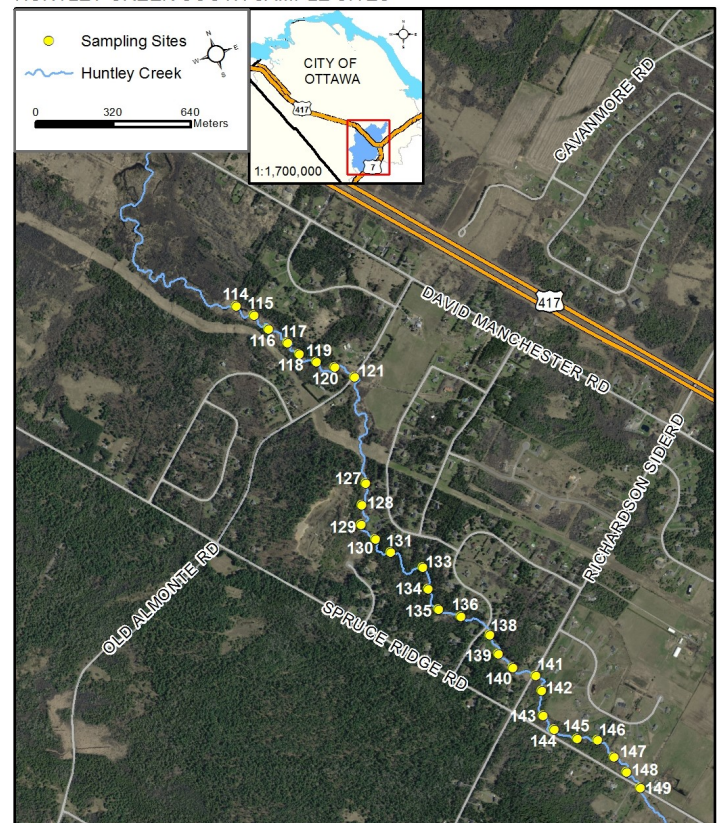 Sampling Sites
Huntley Creek
N
W
E
S
0 320 640
Meters
CITY OF
OTTAWA
417
7
1:1,700,000
N
CAVANMORE RD
417
DAVID MANCHESTER RD
RICHARDSON SIDERD
OLD ALMONTE RD
SPRUCE RIDGE RD
114
115
116
117
118
119
120
121
127
128
129
130
131
133
134
135
136
138
139
140
141
142
143
144
145
146
147
148
149